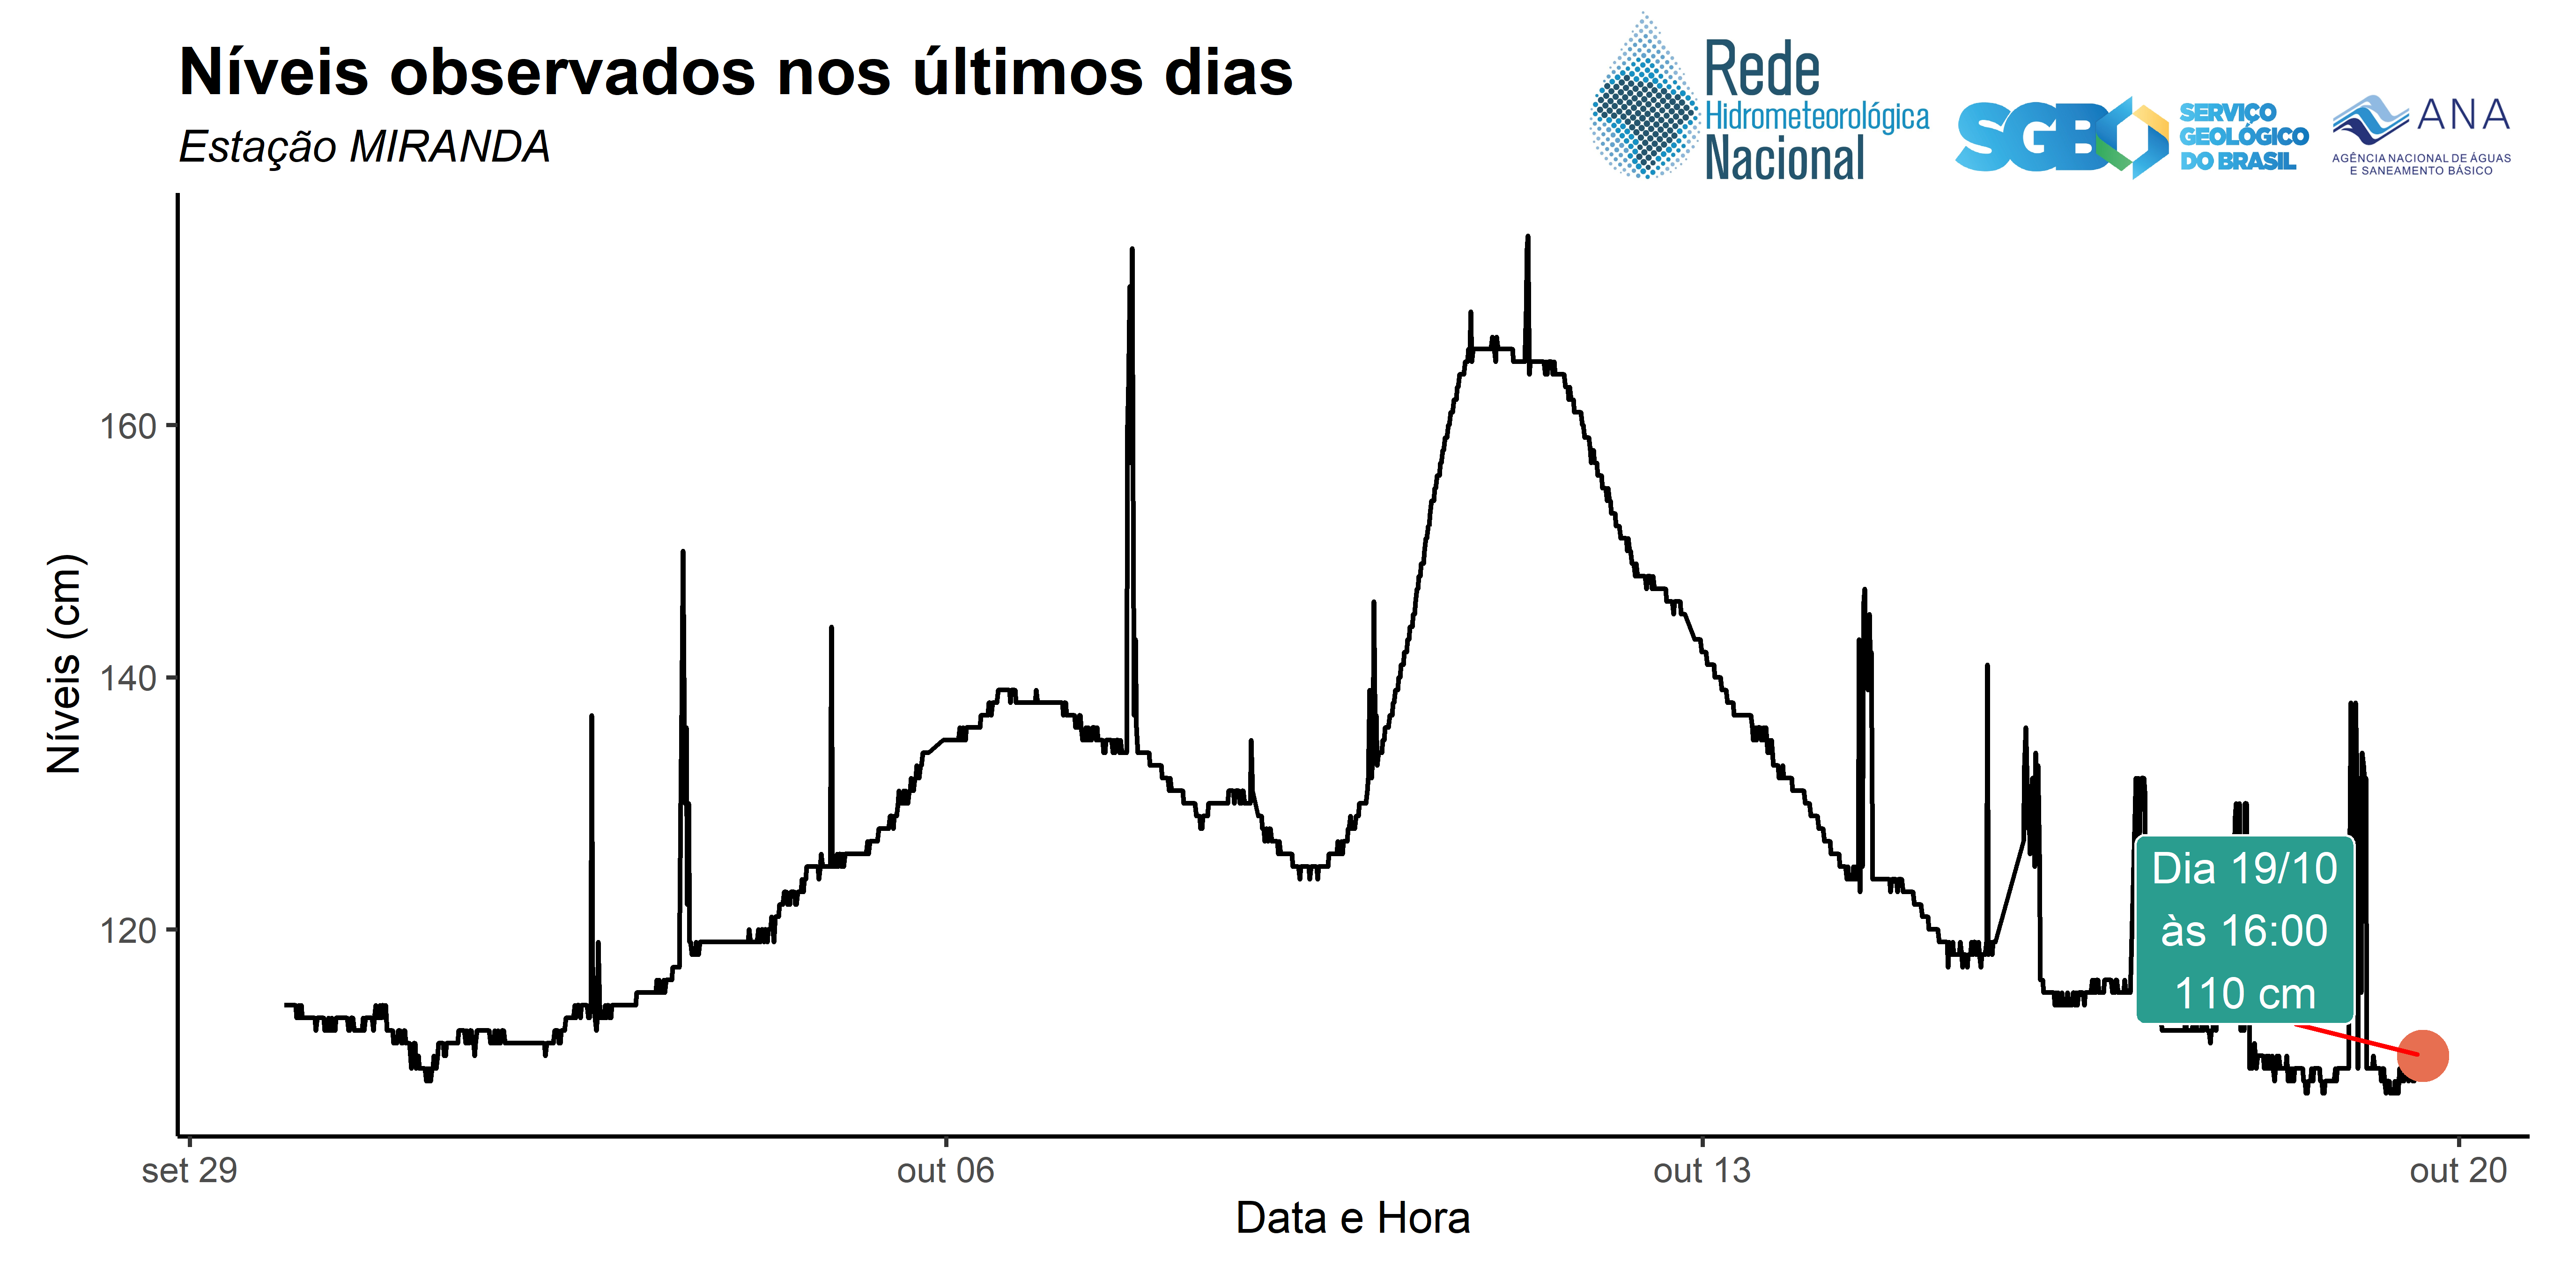 Níveis observados nos últimos dias
Estação MIRANDA
Rede
Hidrometeorológica
Nacional
SGB
SERVIÇO
GEOLÓGICO
DO BRASIL
ANA
AGÊNCIA NACIONAL DE ÁGUAS
E SANEAMENTO BÁSICO
Níveis (cm)
160
140
120
Dia 19/10
às 16:00
110 cm
set 29
out 06
out 13
out 20
Data e Hora